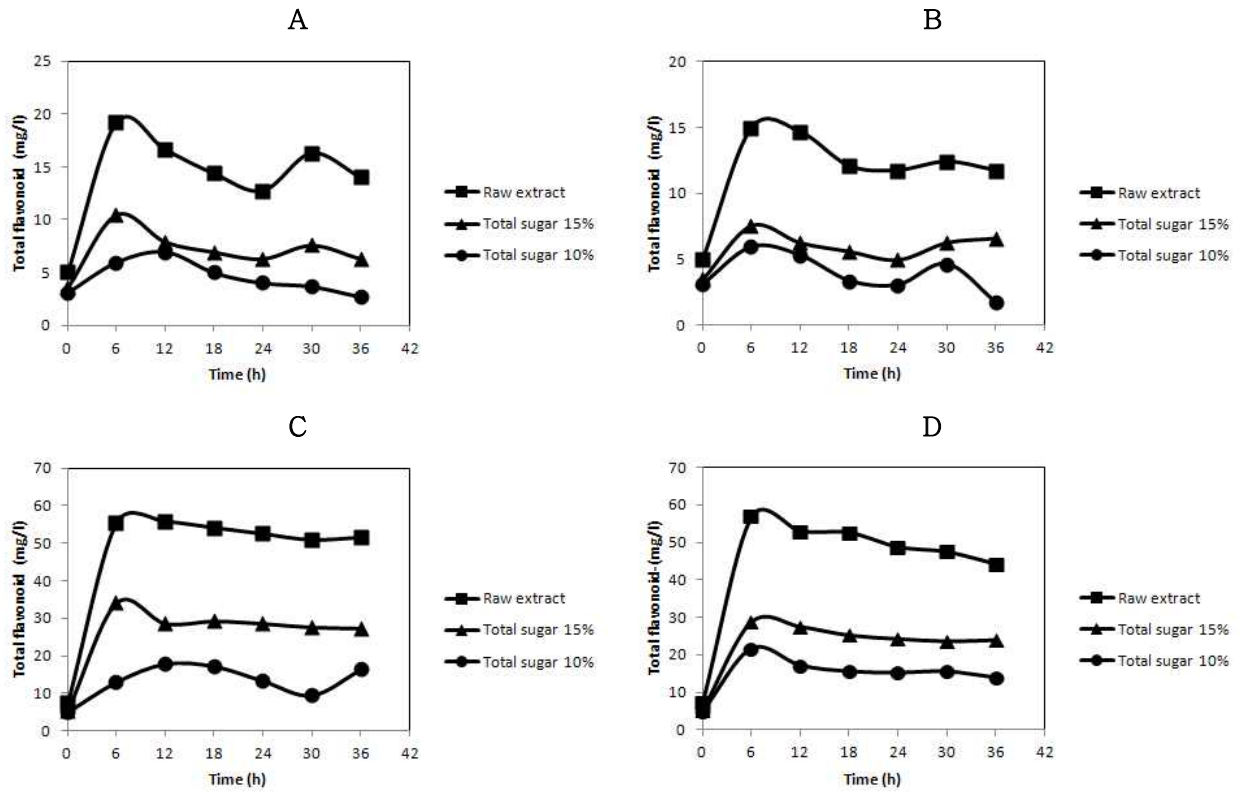 A
Total flavonoid (mg/l)
25
20
15
10
5
0
0 6 12 18 24 30 36 42
Time (h)
Raw extract
Total sugar 15%
Total sugar 10%
B
Total flavonoid (mg/l)
20
15
10
5
0
0 6 12 18 24 30 36 42
Time (h)
Raw extract
Total sugar 15%
Total sugar 10%
C
Total flavonoid (mg/l)
70
60
50
40
30
20
10
0
0 6 12 18 24 30 36 42
Time (h)
Raw extract
Total sugar 15%
Total sugar 10%
D
Total flavonoid-(mg/l)
70
60
50
40
30
20
10
0
0 6 12 18 24 30 36 42
Time (h)
Raw extract
Total sugar 15%
Total sugar 10%